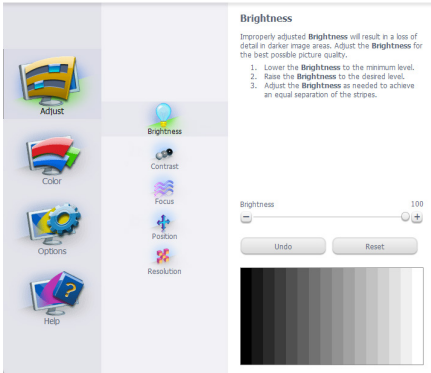 Brightness
Improperly adjusted Brightness will result in a loss of
detail in darker image areas. Adjust the Brightness for
the best possible picture quality.
1. Lower the Brightness to the minimum level.
2. Raise the Brightness to the desired level.
3. Adjust the Brightness as needed to achieve
an equal separation of the stripes.
Adjust
Color
Options
Help
Brightness
Contrast
Focus
Position
Resolution
Brightness 100
Undo Reset